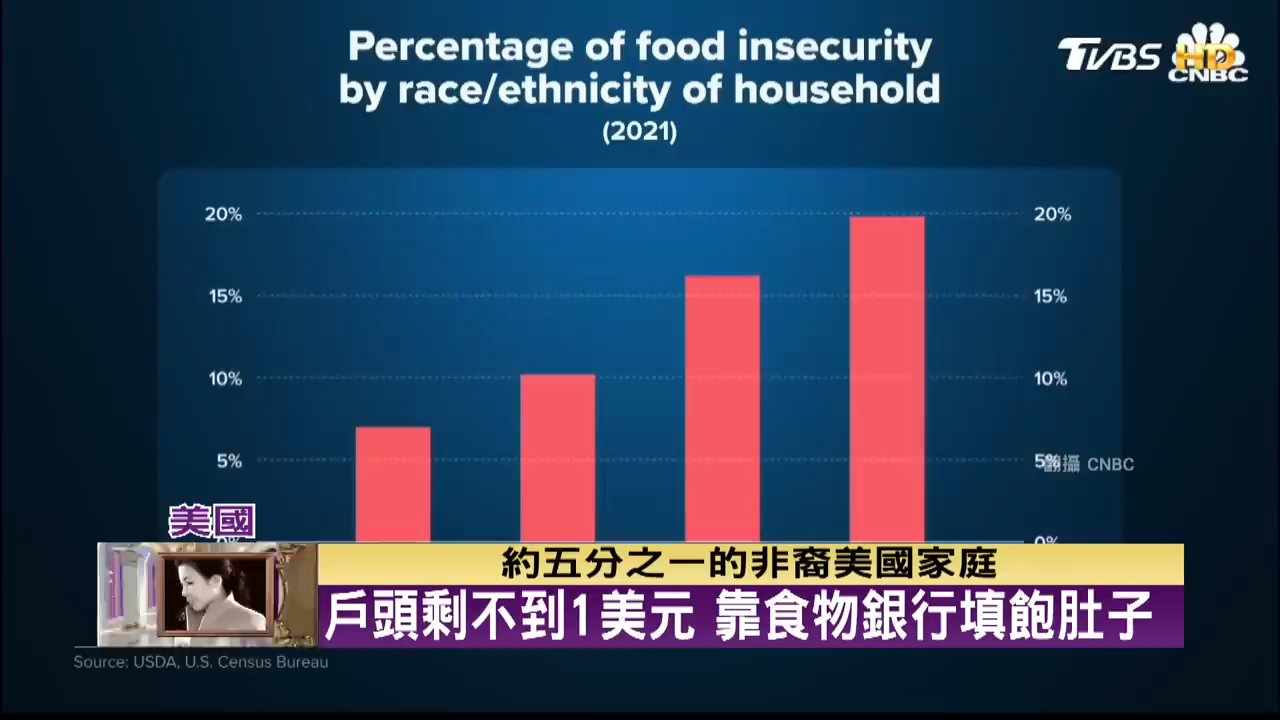 Percentage of food insecurity
by race/ethnicity of household
(2021)
TVBS HD
CNBC
20% 20%
15% 15%
10% 10%
5% 5%
翻攝 CNBC
0% 0%
美國
約五分之一的非裔美國家庭
戶頭剩不到1美元 靠食物銀行填飽肚子
Source: USDA, U.S. Census Bureau